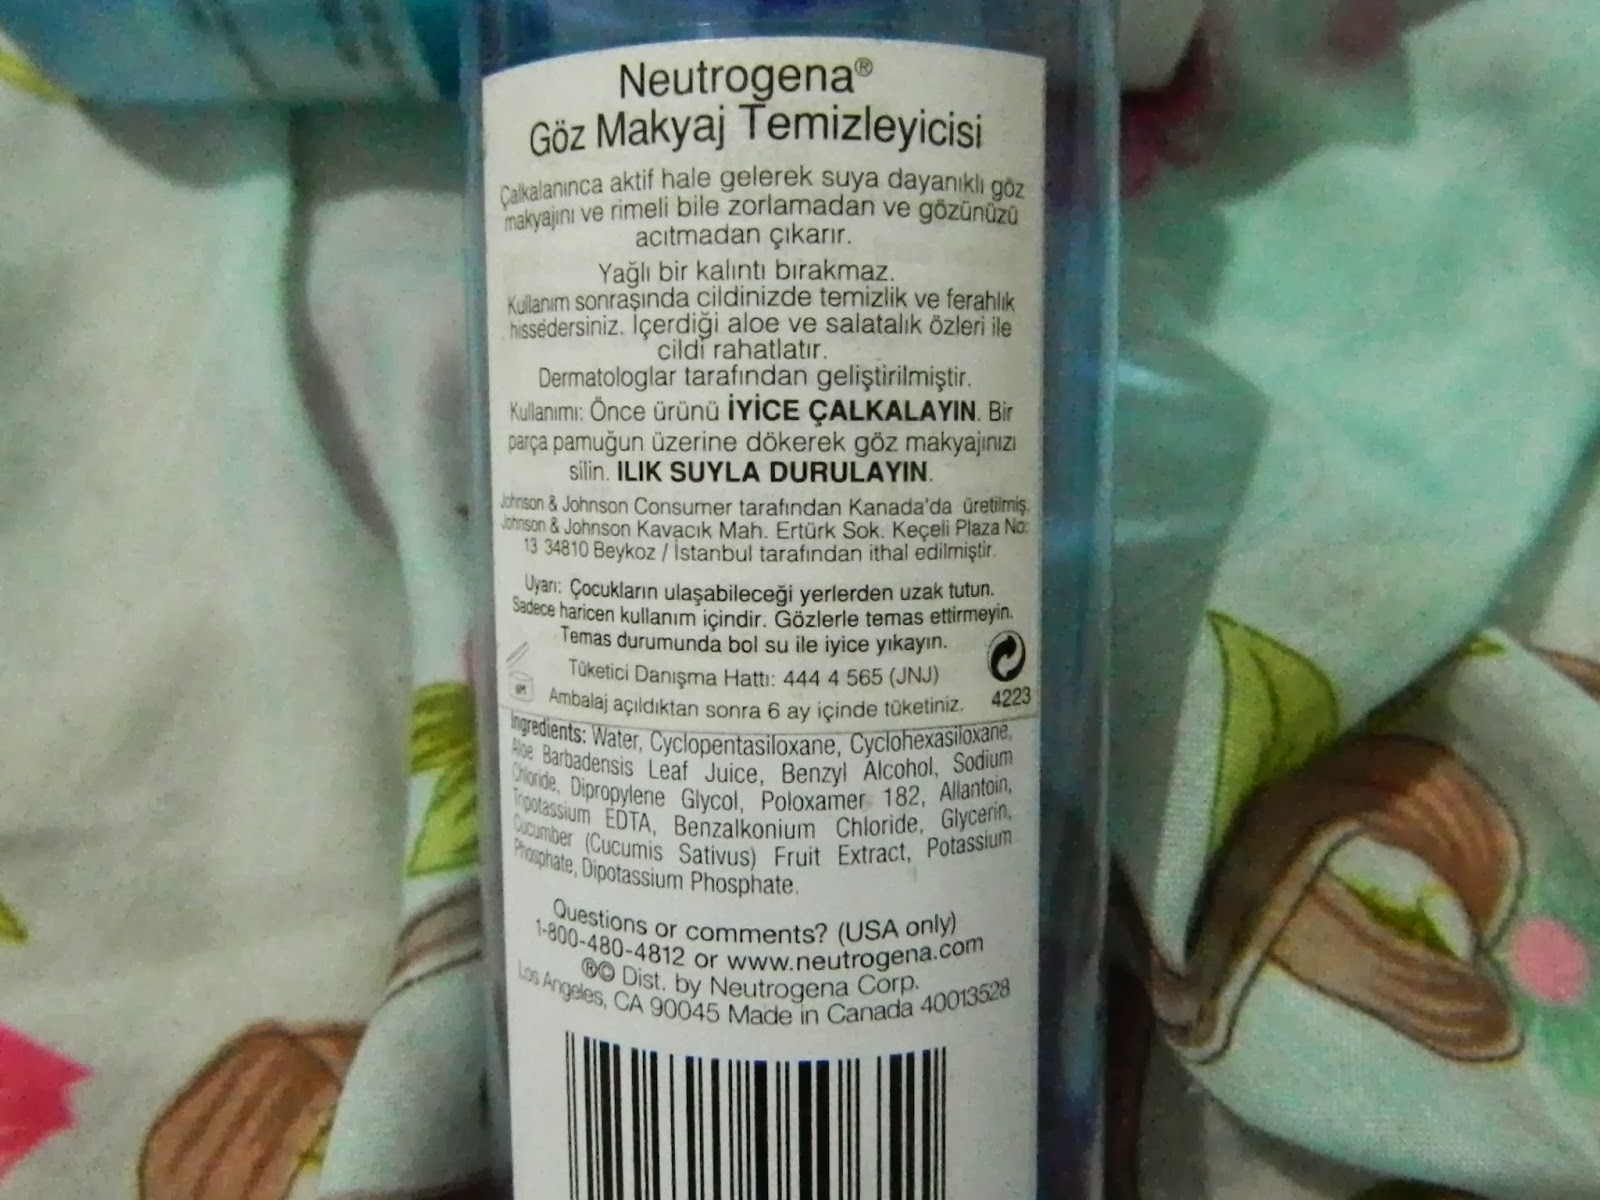 Neutrogena®
Göz Makyaj Temizleyicisi
Çalkalanınca aktif hale gelerek suya dayanıklı göz
makyajını ve rimeli bile zorlamadan ve gözünüzü
acıtmadan çıkarır.
Yağlı bir kalıntı bırakmaz.
Kullanım sonraşında cildinizde temizlik ve ferahlık
hissedersiniz. İçerdiği aloe ve salatalık özleri ile
cildi rahatlatır.
Dermatologlar tarafından geliştirilmiştir.
Kullanımı: Önce ürünü İYİCE ÇALKALAYIN. Bir
parça pamuğun üzerine dökerek göz makyajınızı
silin. ILIK SUYLA DURULAYIN.
Johnson & Johnson Consumer tarafından Kanada'da üretilmiş.
Johnson & Johnson Kavacık Mah. Ertürk Sok. Keçeli Plaza No:
13 34810 Beykoz / İstanbul tarafından ithal edilmiştir.
Uyarı: Çocukların ulaşabileceği yerlerden uzak tutun.
Sadece haricen kullanım içindir. Gözlerle temas ettirmeyin.
Temas durumunda bol su ile iyice yıkayın.
Tüketici Danışma Hattı: 444 4 565 (JNJ)
Ambalaj açıldıktan sonra 6 ay içinde tüketiniz.
4223
Ingredients: Water, Cyclopentasiloxane, Cyclohexasiloxane,
Aloe Barbadensis Leaf Juice, Benzyl Alcohol, Sodium
Chloride, Dipropylene Glycol, Poloxamer 182, Allantoin,
Tripotassium EDTA, Benzalkonium Chloride, Glycerin,
Cucumber (Cucumis Sativus) Fruit Extract, Potassium
Phosphate, Dipotassium Phosphate.
Questions or comments? (USA only)
1-800-480-4812 or www.neutrogena.com
®© Dist. by Neutrogena Corp.
Los Angeles, CA 90045 Made in Canada 40013528